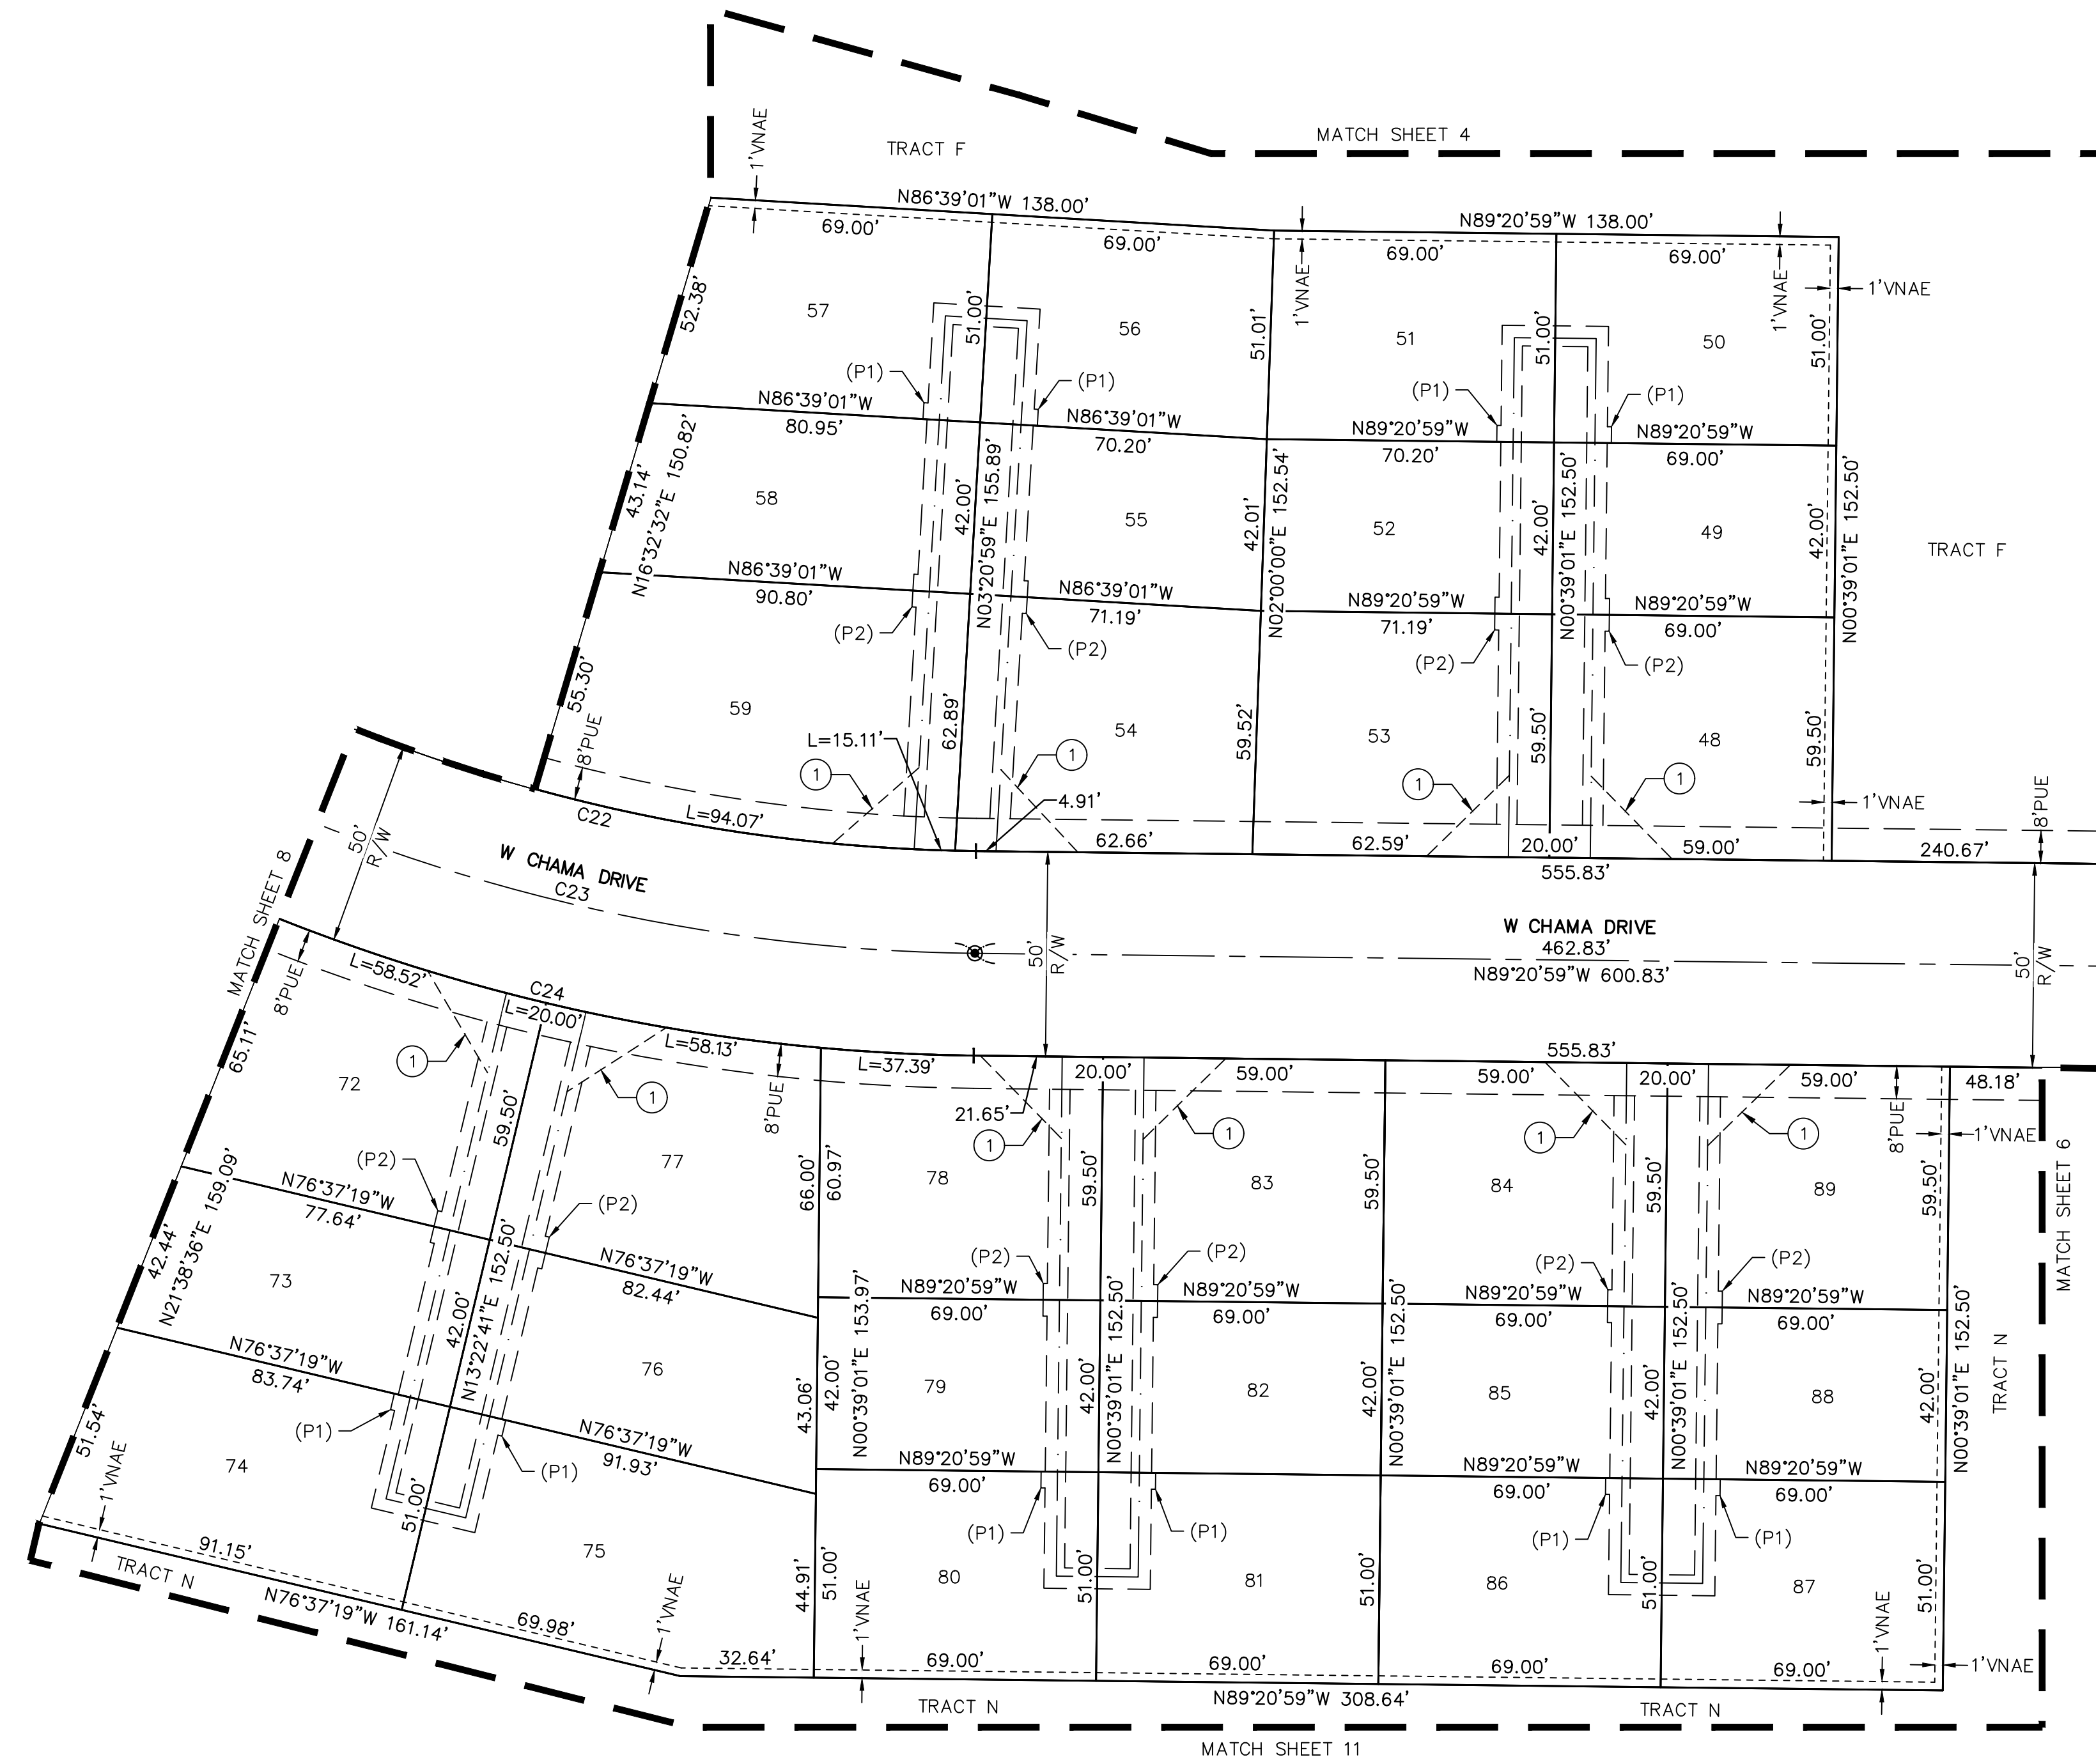 MATCH SHEET 4
TRACT F
1'VNAE
N86°39'01"W 138.00'
N89°20'59"W 138.00'
69.00'
69.00'
69.00'
69.00'
1'VNAE
1'VNAE
1'VNAE
52.38'
57
51.00'
56
51.01'
51
51.00'
50
51.00'
(P1)
(P1)
(P1)
(P1)
N86°39'01"W
80.95'
N86°39'01"W
70.20'
N89°20'59"W
70.20'
N89°20'59"W
69.00'
43.14'
N16°32'32"E 150.82'
58
42.00'
N03°20'59"E 155.89'
55
42.01'
N02°00'00"E 152.54'
52
42.00'
N00°39'01"E 152.50'
49
42.00'
N00°39'01"E 152.50'
TRACT F
N86°39'01"W
90.80'
N86°39'01"W
71.19'
N89°20'59"W
71.19'
N89°20'59"W
69.00'
(P2)
(P2)
(P2)
(P2)
55.30'
8'PUE
59
L=15.11'
62.89'
54
59.52'
53
59.50'
48
59.50'
1
1
1
1
4.91'
1'VNAE
8'PUE
C22
L=94.07'
62.66'
62.59'
20.00'
59.00'
240.67'
555.83'
50'
R/W
W CHAMA DRIVE
C23
MATCH SHEET 8
50'
R/W
W CHAMA DRIVE
462.83'
N89°20'59"W 600.83'
50'
R/W
8'PUE
L=58.52'
C24
L=20.00'
L=58.13'
L=37.39'
555.83'
20.00'
59.00'
59.00'
20.00'
59.00'
48.18'
21.65'
8'PUE
8'PUE
1'VNAE
65.11'
1
72
59.50'
1
77
66.00'
60.97'
1
78
59.50'
1
83
59.50'
1
84
59.50'
1
89
59.50'
MATCH SHEET 6
(P2)
(P2)
(P2)
(P2)
(P2)
(P2)
N76°37'19"W
77.64'
N76°37'19"W
82.44'
N89°20'59"W
69.00'
N89°20'59"W
69.00'
N89°20'59"W
69.00'
N89°20'59"W
69.00'
42.44'
N21°38'36"E 159.09'
73
42.00'
N13°22'41"E 152.50'
76
43.06'
42.00'
N00°39'01"E 153.97'
79
42.00'
N00°39'01"E 152.50'
82
42.00'
N00°39'01"E 152.50'
85
42.00'
N00°39'01"E 152.50'
88
42.00'
N00°39'01"E 152.50'
TRACT N
N76°37'19"W
83.74'
N76°37'19"W
91.93'
N89°20'59"W
69.00'
N89°20'59"W
69.00'
N89°20'59"W
69.00'
N89°20'59"W
69.00'
(P1)
(P1)
(P1)
(P1)
(P1)
(P1)
51.54'
1'VNAE
74
51.00'
75
44.91'
51.00'
80
51.00'
81
51.00'
86
51.00'
87
51.00'
91.15'
TRACT N
N76°37'19"W 161.14'
69.98'
1'VNAE
32.64'
1'VNAE
69.00'
69.00'
69.00'
69.00'
1'VNAE
1'VNAE
TRACT N
N89°20'59"W 308.64'
TRACT N
MATCH SHEET 11